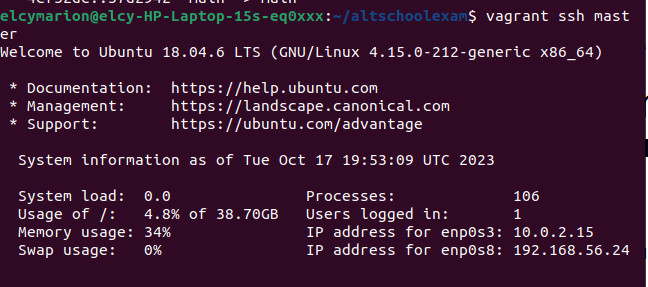 elcymarion@elcy-HP-Laptop-15s-eq0xxx:~/altschoolexam$ vagrant ssh mast
er
Welcome to Ubuntu 18.04.6 LTS (GNU/Linux 4.15.0-212-generic x86_64)
* Documentation:  https://help.ubuntu.com
* Management:     https://landscape.canonical.com
* Support:        https://ubuntu.com/advantage
System information as of Tue Oct 17 19:53:09 UTC 2023
System load:  0.0               Processes:             106
Usage of /:   4.8% of 38.70GB   Users logged in:       1
Memory usage: 34%               IP address for enp0s3: 10.0.2.15
Swap usage:   0%                IP address for enp0s8: 192.168.56.24